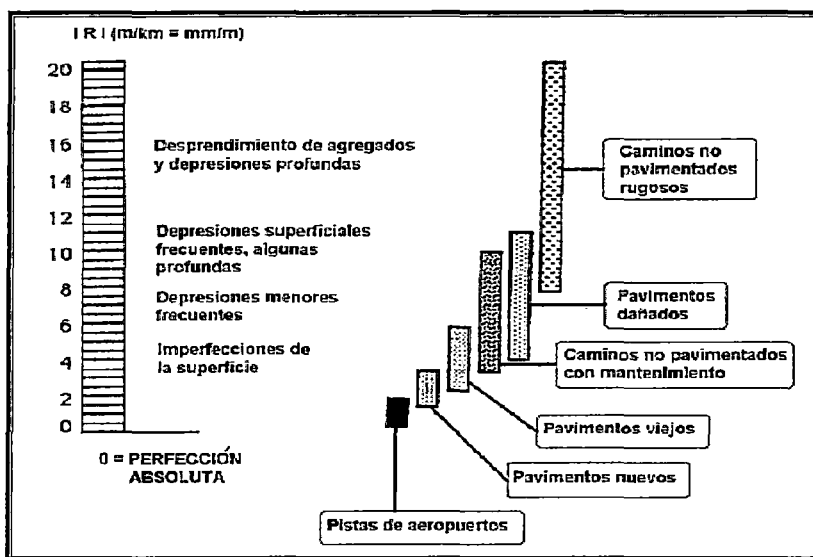 I R I (m/km = mm/m)
20
18
16
14
12
10
8
6
4
2
0
Desprendimiento de agregados
y depresiones profundas
Depresiones superficiales
frecuentes, algunas
profundas
Depresiones menores
frecuentes
Imperfecciones de
la superficie
0 = PERFECCIÓN
ABSOLUTA
Caminos no
pavimentados
rugosos
Pavimentos
dañados
Caminos no pavimentados
con mantenimiento
Pavimentos viejos
Pavimentos nuevos
Pistas de aeropuertos